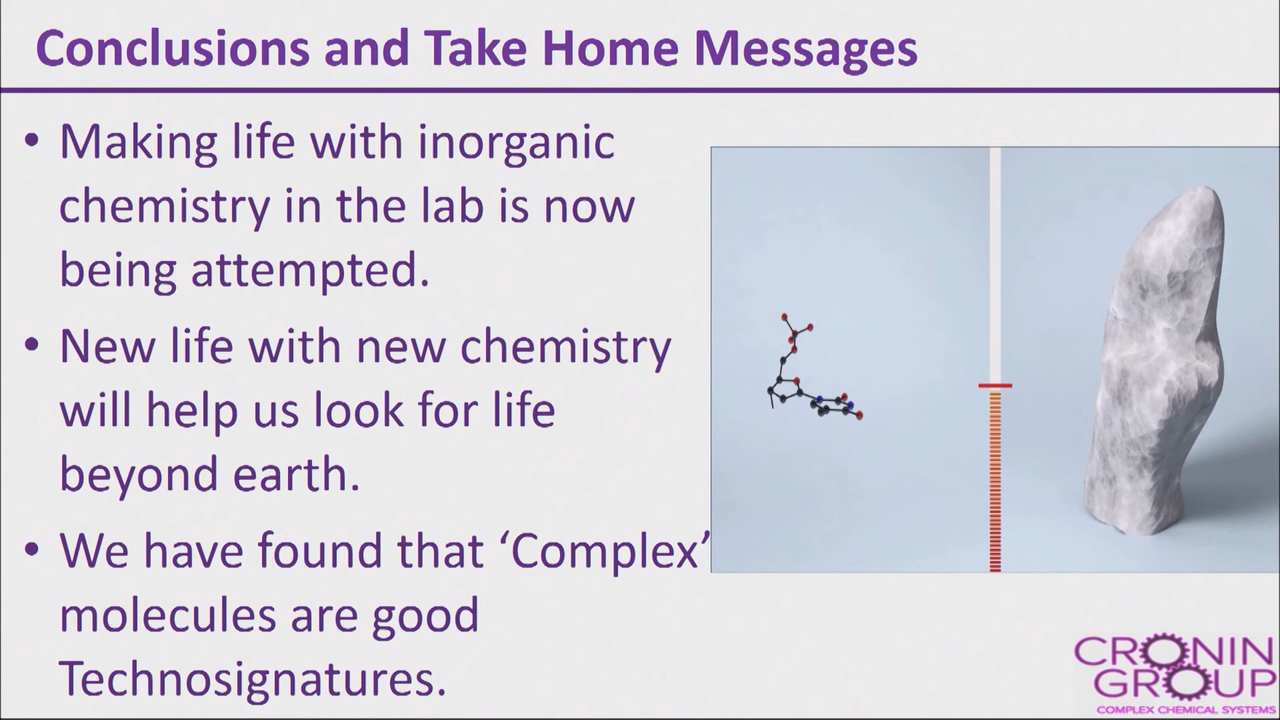 Conclusions and Take Home Messages
• Making life with inorganic
chemistry in the lab is now
being attempted.
• New life with new chemistry
will help us look for life
beyond earth.
• We have found that ‘Complex’
molecules are good
Technosignatures.
CRONIN
GROUP
COMPLEX CHEMICAL SYSTEMS